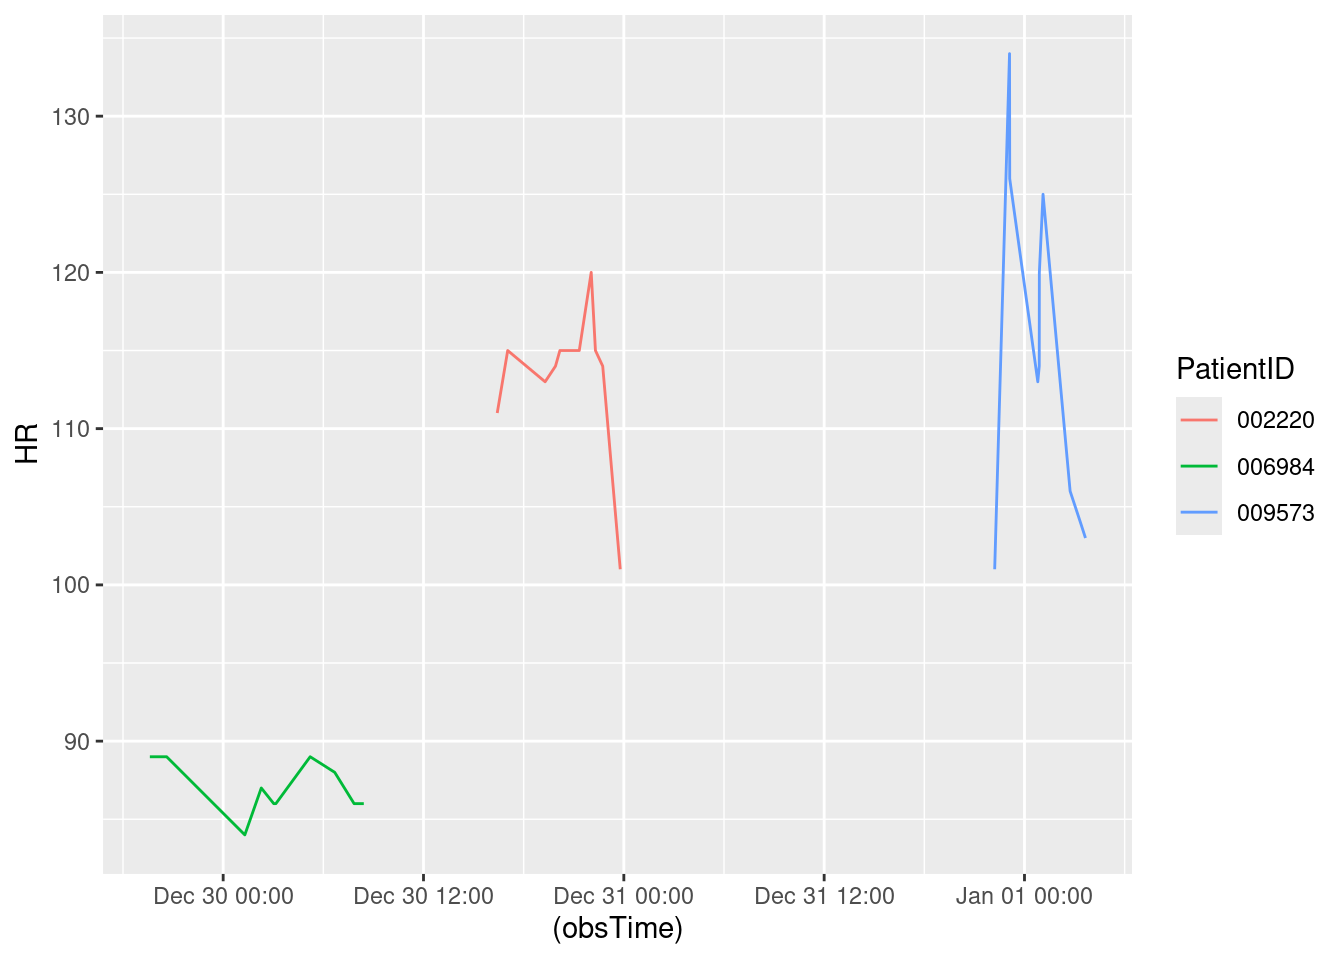 HR
130
120
110
100
90
Dec 30 00:00
Dec 30 12:00
Dec 31 00:00
Dec 31 12:00
Jan 01 00:00
(obsTime)
PatientID
002220
006984
009573